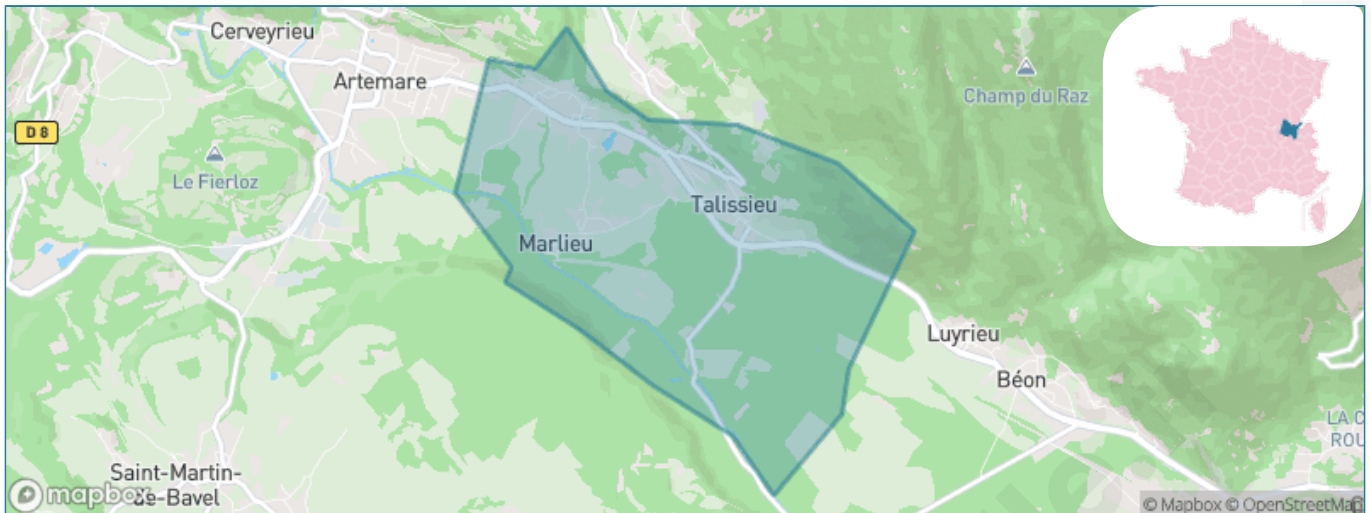 Cerveyrieu
Artemare
Champ du Raz
D 8
Le Fierloz
Talissieu
Marlieu
Luyrieu
Béon
LA C
ROU
Saint-Martin-
de-Bavel
mapbox
© Mapbox © OpenStreetMap